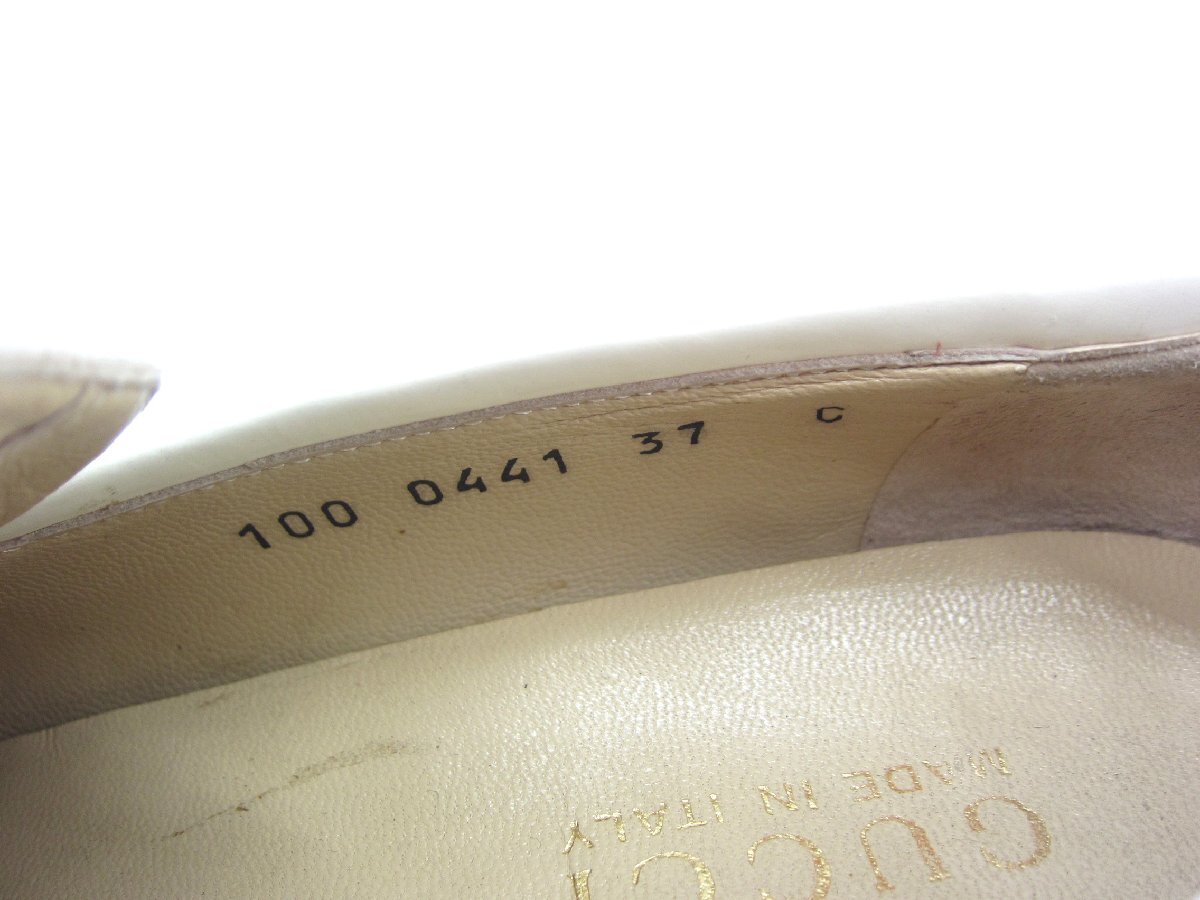 100 0441 37 C
GUCCI
MADE IN ITALY